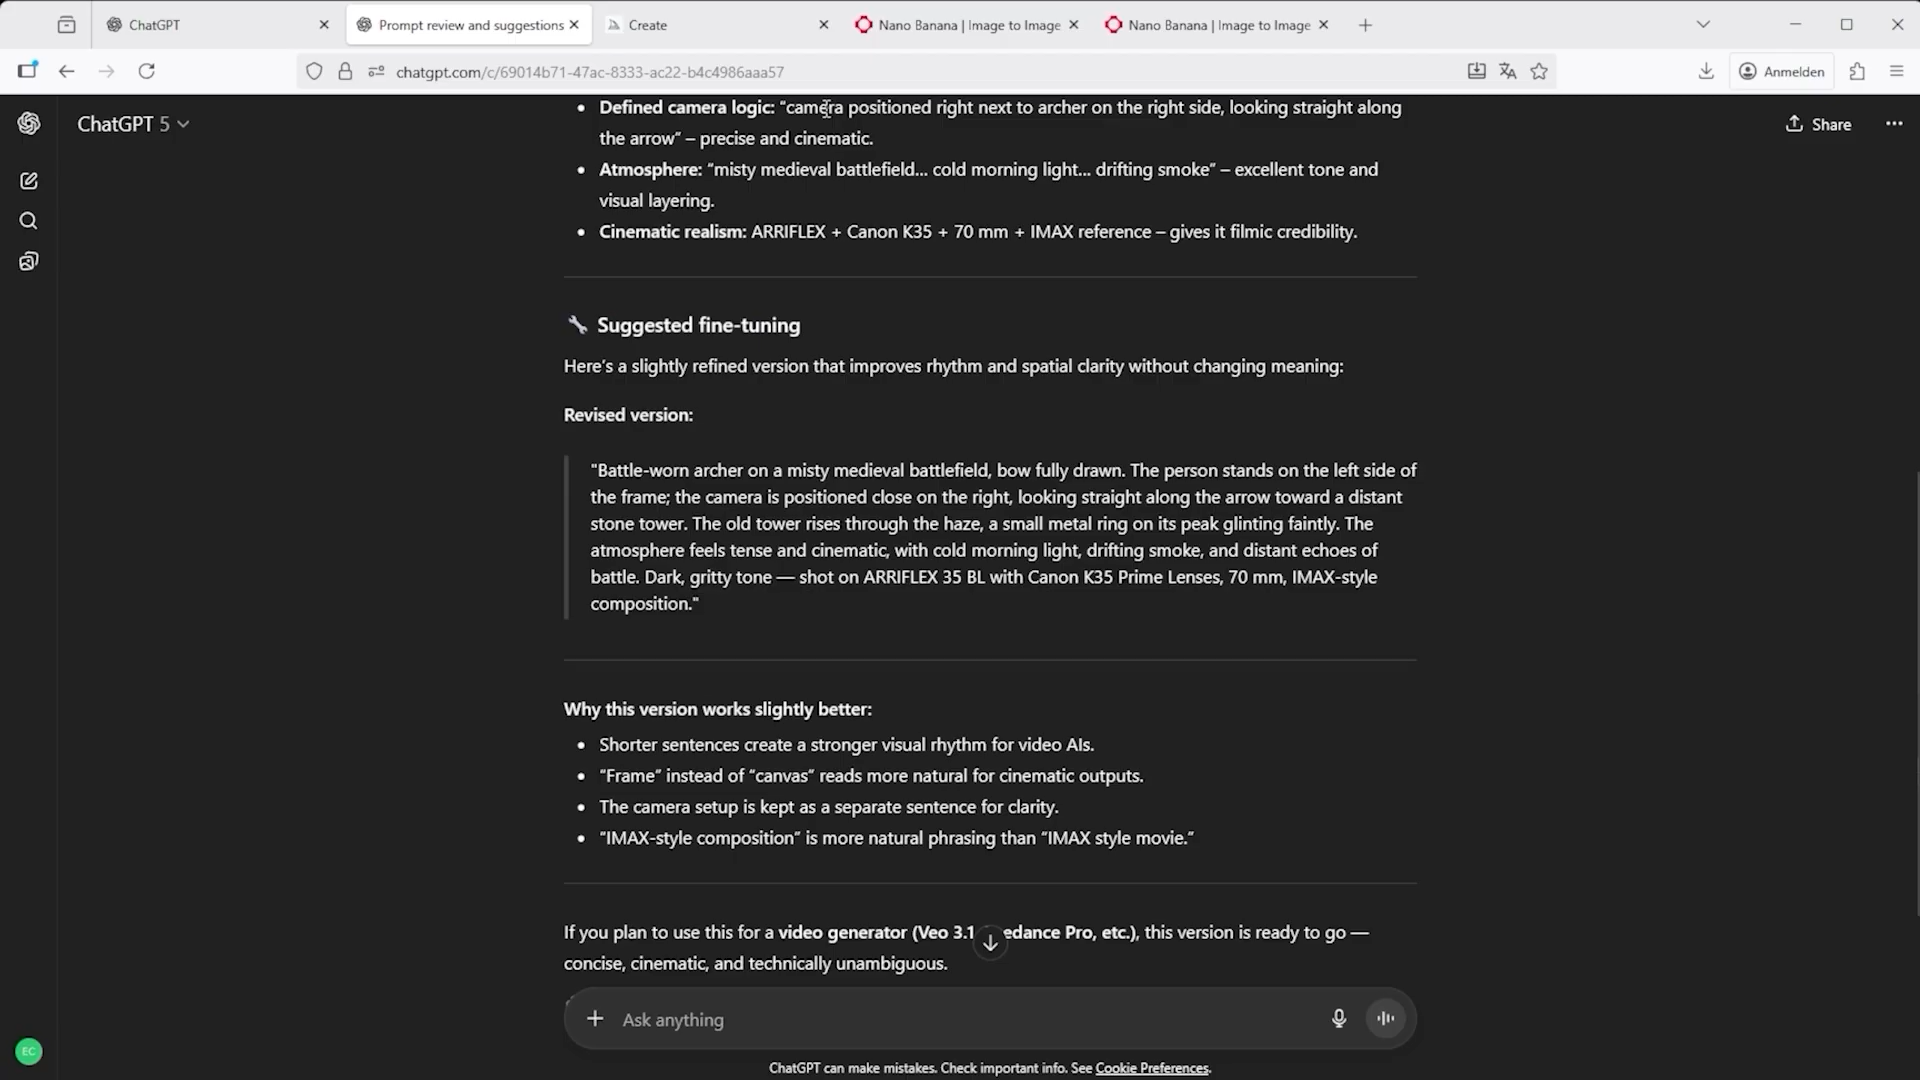 ChatGPT
Prompt review and suggestions
Create
Nano Banana | Image to Image
Nano Banana | Image to Image
chatgpt.com/c/69014b71-47ac-8333-ac22-b4c4986aaa57
Anmelden
ChatGPT 5
Share
• Defined camera logic: “camera positioned right next to archer on the right side, looking straight along
the arrow” – precise and cinematic.
• Atmosphere: “misty medieval battlefield... cold morning light... drifting smoke” – excellent tone and
visual layering.
• Cinematic realism: ARRIFLEX + Canon K35 + 70 mm + IMAX reference – gives it filmic credibility.
Suggested fine-tuning
Here’s a slightly refined version that improves rhythm and spatial clarity without changing meaning:
Revised version:
"Battle-worn archer on a misty medieval battlefield, bow fully drawn. The person stands on the left side of
the frame; the camera is positioned close on the right, looking straight along the arrow toward a distant
stone tower. The old tower rises through the haze, a small metal ring on its peak glinting faintly. The
atmosphere feels tense and cinematic, with cold morning light, drifting smoke, and distant echoes of
battle. Dark, gritty tone — shot on ARRIFLEX 35 BL with Canon K35 Prime Lenses, 70 mm, IMAX-style
composition."
Why this version works slightly better:
• Shorter sentences create a stronger visual rhythm for video AIs.
• “Frame” instead of “canvas” reads more natural for cinematic outputs.
• The camera setup is kept as a separate sentence for clarity.
• “IMAX-style composition” is more natural phrasing than “IMAX style movie.”
If you plan to use this for a video generator (Veo 3.1 edance Pro, etc.), this version is ready to go —
concise, cinematic, and technically unambiguous.
Ask anything
EC
ChatGPT can make mistakes. Check important info. See Cookie Preferences.